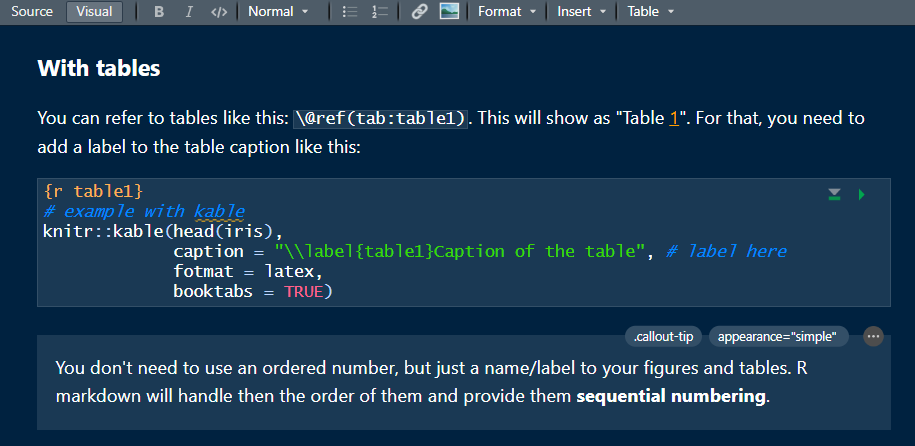 Source Visual B I </> Normal Format Insert Table
With tables
You can refer to tables like this: \@ref(tab:table1). This will show as "Table 1". For that, you need to
add a label to the table caption like this:
{r table1}
# example with kable
knitr::kable(head(iris),
caption = "\\label{table1}Caption of the table", # label here
fotmat = latex,
booktabs = TRUE)
.callout-tip appearance="simple" ...
You don't need to use an ordered number, but just a name/label to your figures and tables. R
markdown will handle then the order of them and provide them sequential numbering.